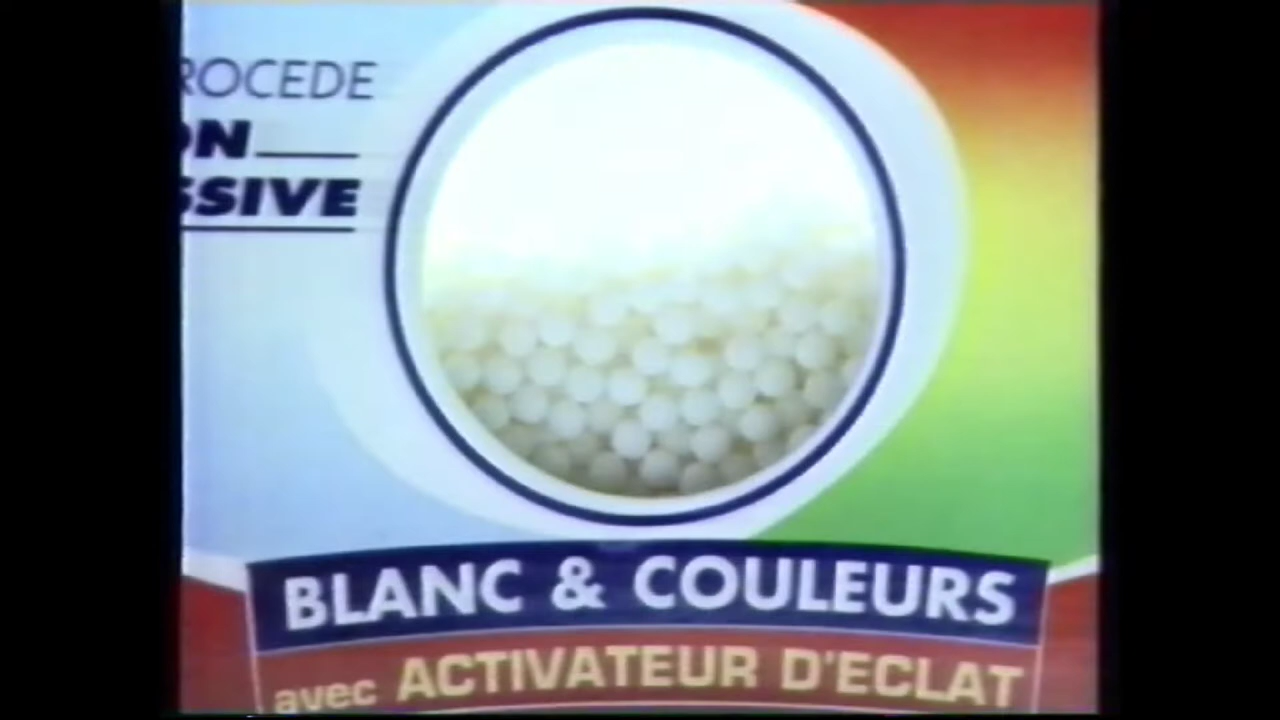 ROCEDE
ON
SSIVE
BLANC & COULEURS
avec ACTIVATEUR D'ECLAT